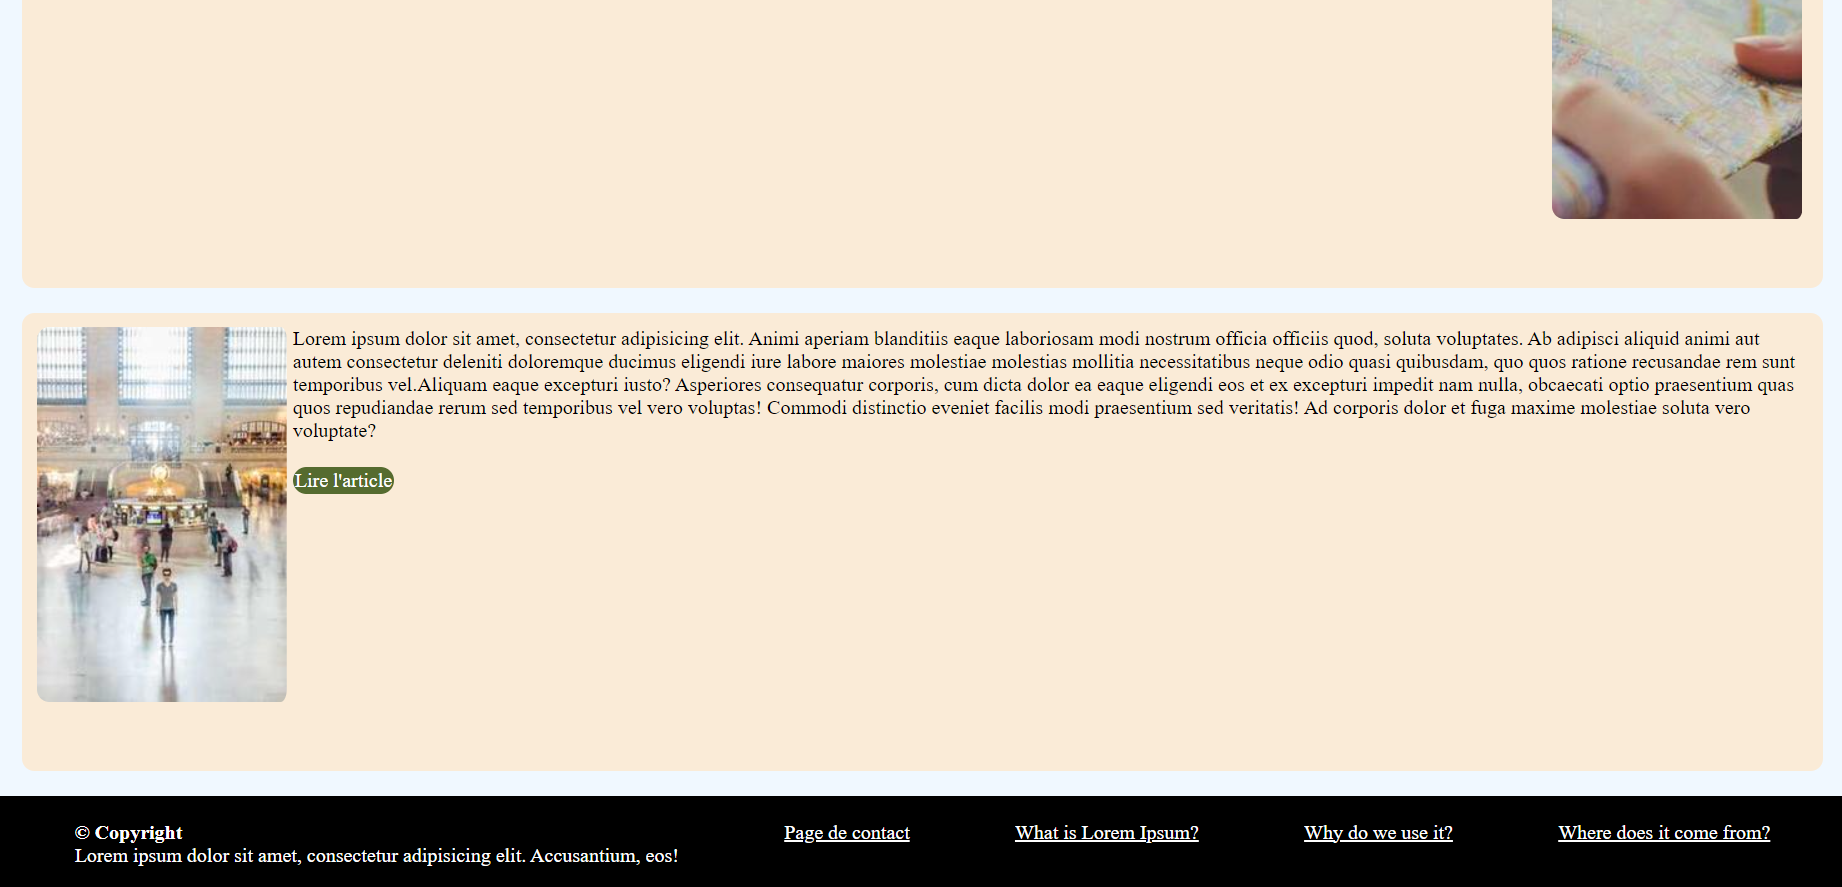 Lorem ipsum dolor sit amet, consectetur adipisicing elit. Animi aperiam blanditiis eaque laboriosam modi nostrum officia officiis quod, soluta voluptates. Ab adipisci aliquid animi aut
autem consectetur deleniti doloremque ducimus eligendi iure labore maiores molestiae molestias mollitia necessitatibus neque odio quasi quibusdam, quo quos ratione recusandae rem sunt
temporibus vel.Aliquam eaque excepturi iusto? Asperiores consequatur corporis, cum dicta dolor ea eaque eligendi eos et ex excepturi impedit nam nulla, obcaecati optio praesentium quas
quos repudiandae rerum sed temporibus vel vero voluptas! Commodi distinctio eveniet facilis modi praesentium sed veritatis! Ad corporis dolor et fuga maxime molestiae soluta vero
voluptate?
Lire l'article
© Copyright
Lorem ipsum dolor sit amet, consectetur adipisicing elit. Accusantium, eos!
Page de contact
What is Lorem Ipsum?
Why do we use it?
Where does it come from?